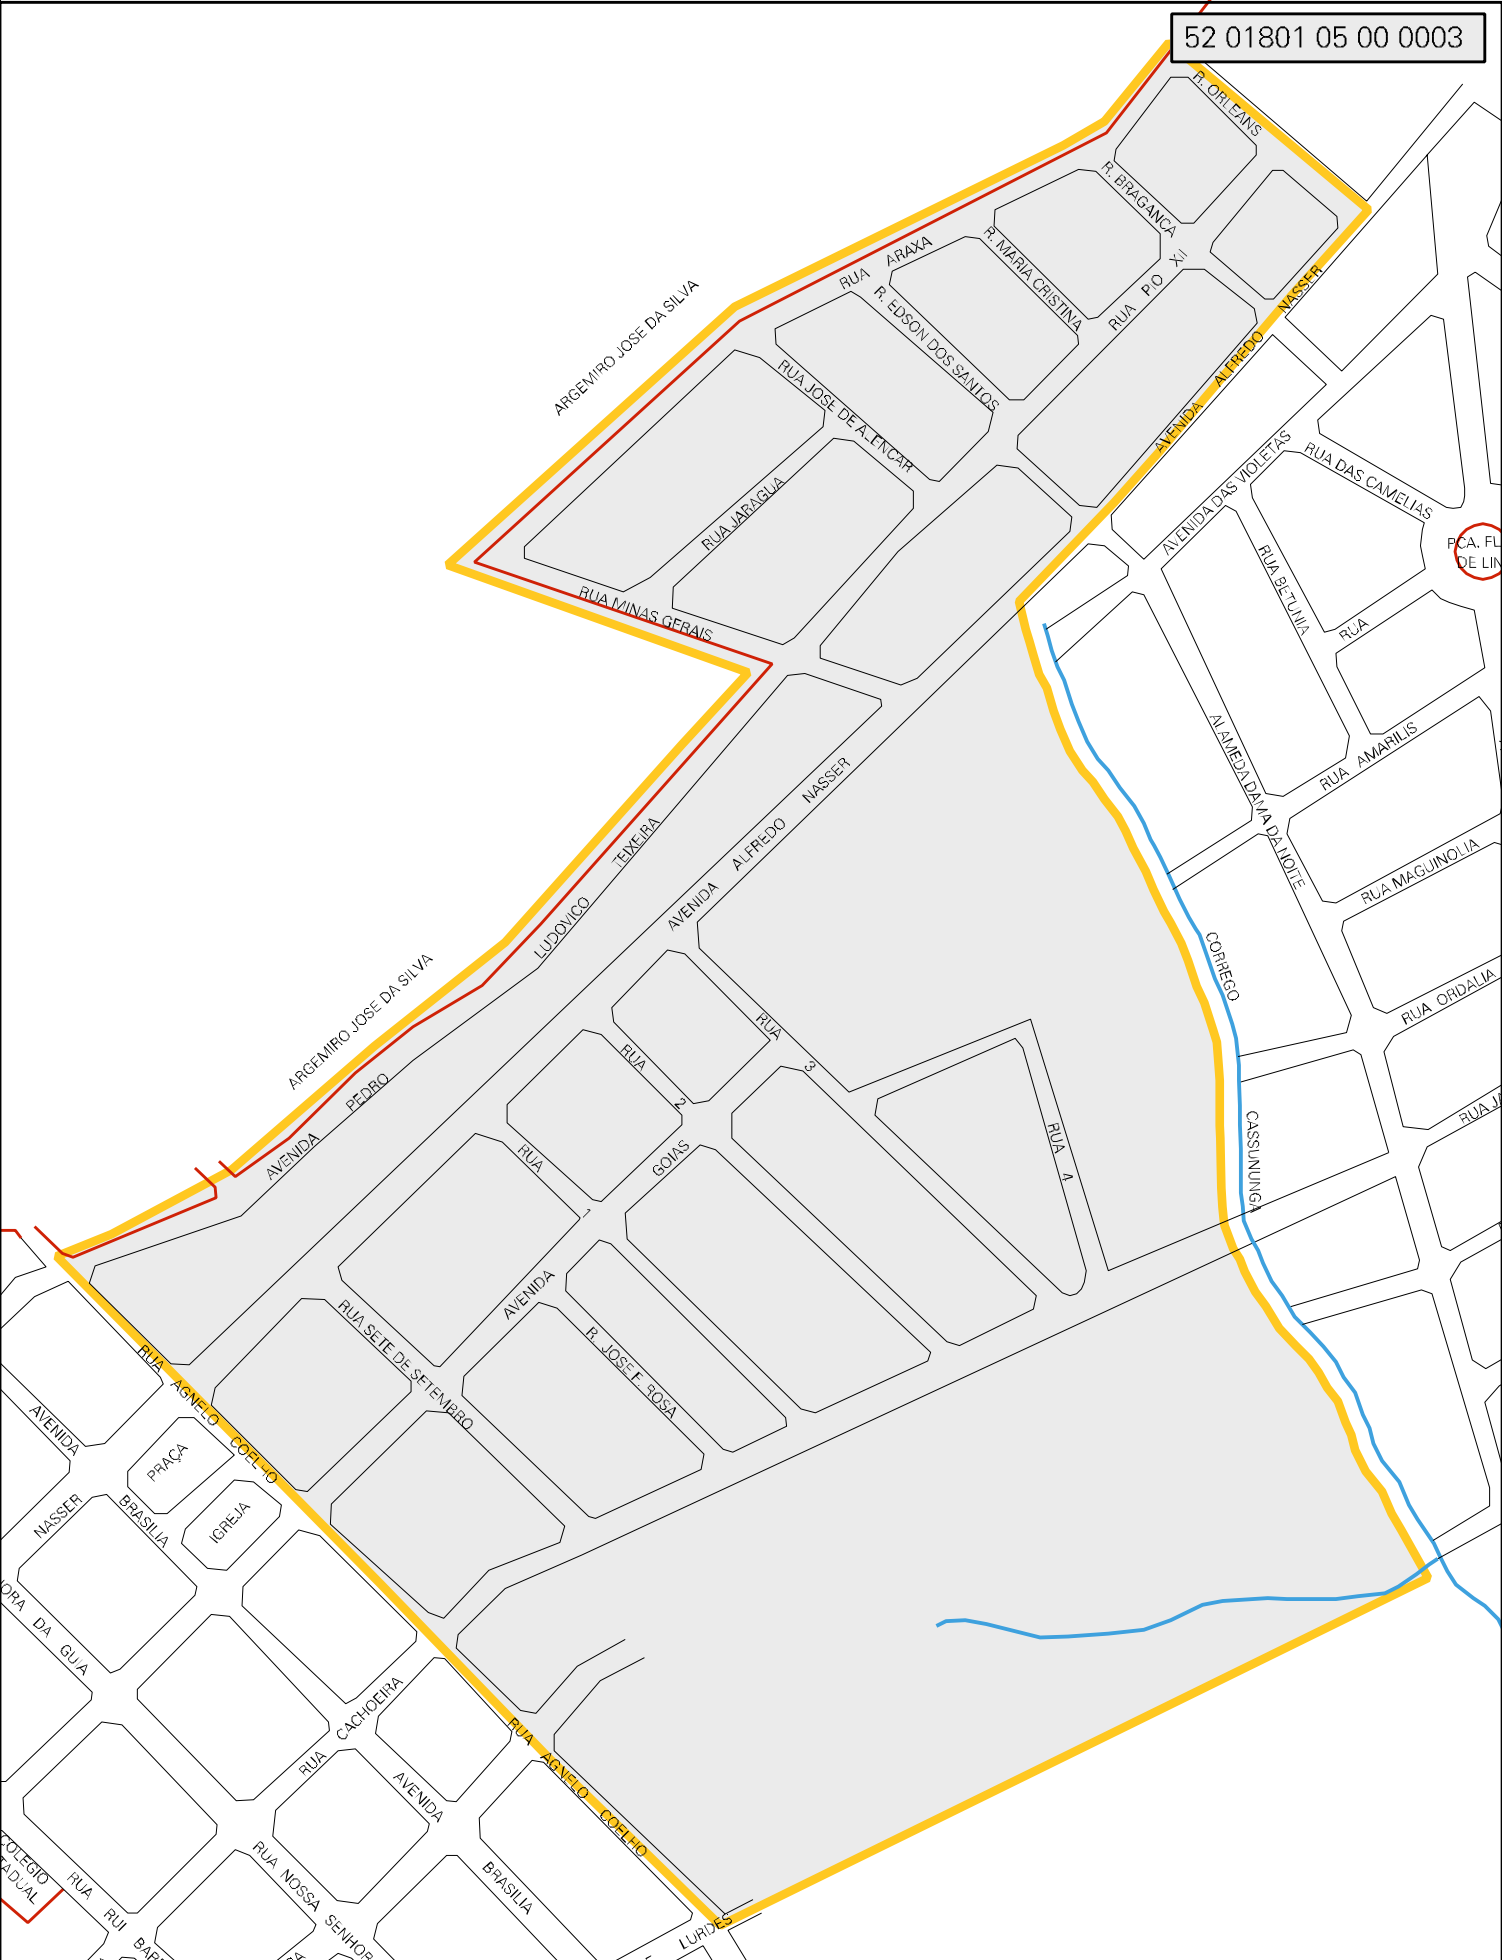 52 01801 05 00 0003
R. ORLEANS
R. BRAGANCA
R. MARIA CRISTINA
RUA ARAXA
R. EDSON DOS SANTOS
RUA PIO XII
AVENIDA ALFREDO NASSER
ARGEMIRO JOSE DA SILVA
RUA JOSE DE ALENCAR
RUA JARAGUA
RUA MINAS GERAIS
AVENIDA DAS VIOLETAS
RUA DAS CAMELIAS
PCA. FL
DE LIN
RUA BETUNIA
RUA
RUA AMARILIS
ALAMEDA DAMA DA NOITE
RUA MAGUINOLIA
RUA ORDALIA
RUA JA
CORREGO CASSUNUNGA
AVENIDA ALFREDO NASSER
AVENIDA PEDRO LUDOVICO TEIXEIRA
ARGEMIRO JOSE DA SILVA
RUA 3
RUA 2
RUA 1
RUA 4
AVENIDA GOIAS
RUA SETE DE SETEMBRO
R. JOSE F. ROSA
RUA AGNELO COELHO
AVENIDA BRASILIA
PRAÇA
IGREJA
NASSER
DA GUIA
RUA CACHOEIRA
RUA AGNELO COELHO
AVENIDA BRASILIA
COLEGIO
TADUAL
RUA RUI BARB
RUA NOSSA SENHOR
LURDES